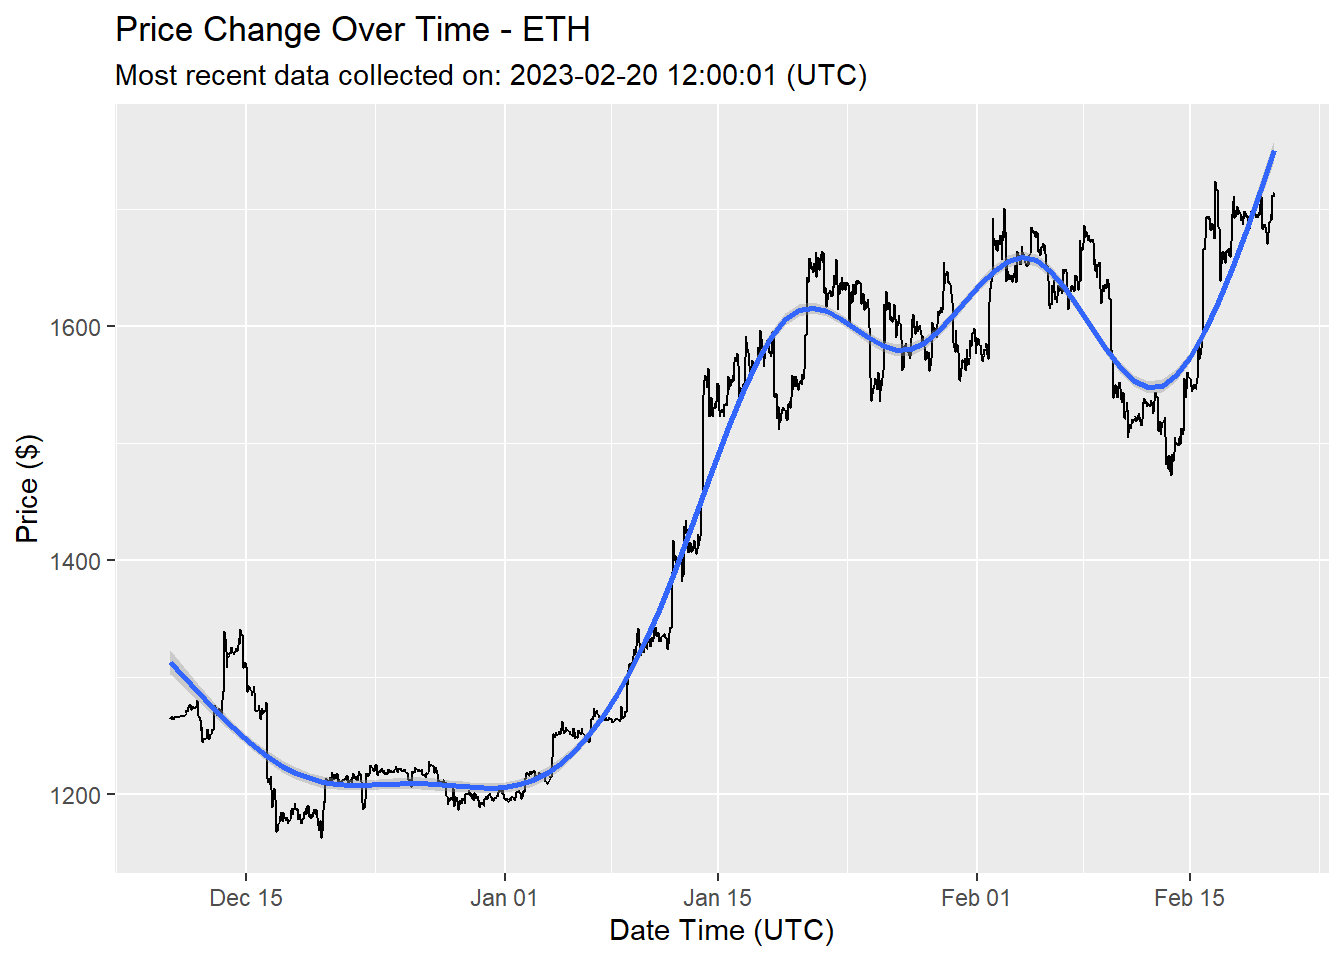 Price Change Over Time - ETH
Most recent data collected on: 2023-02-20 12:00:01 (UTC)
Price ($)
1600
1400
1200
Dec 15
Jan 01
Jan 15
Feb 01
Feb 15
Date Time (UTC)